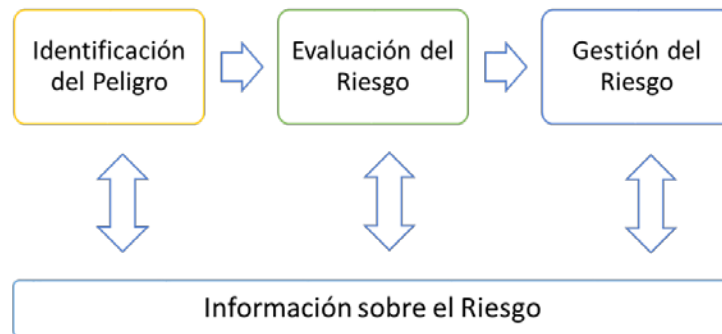 Identificación
del Peligro
Evaluación del
Riesgo
Gestión del
Riesgo
Información sobre el Riesgo